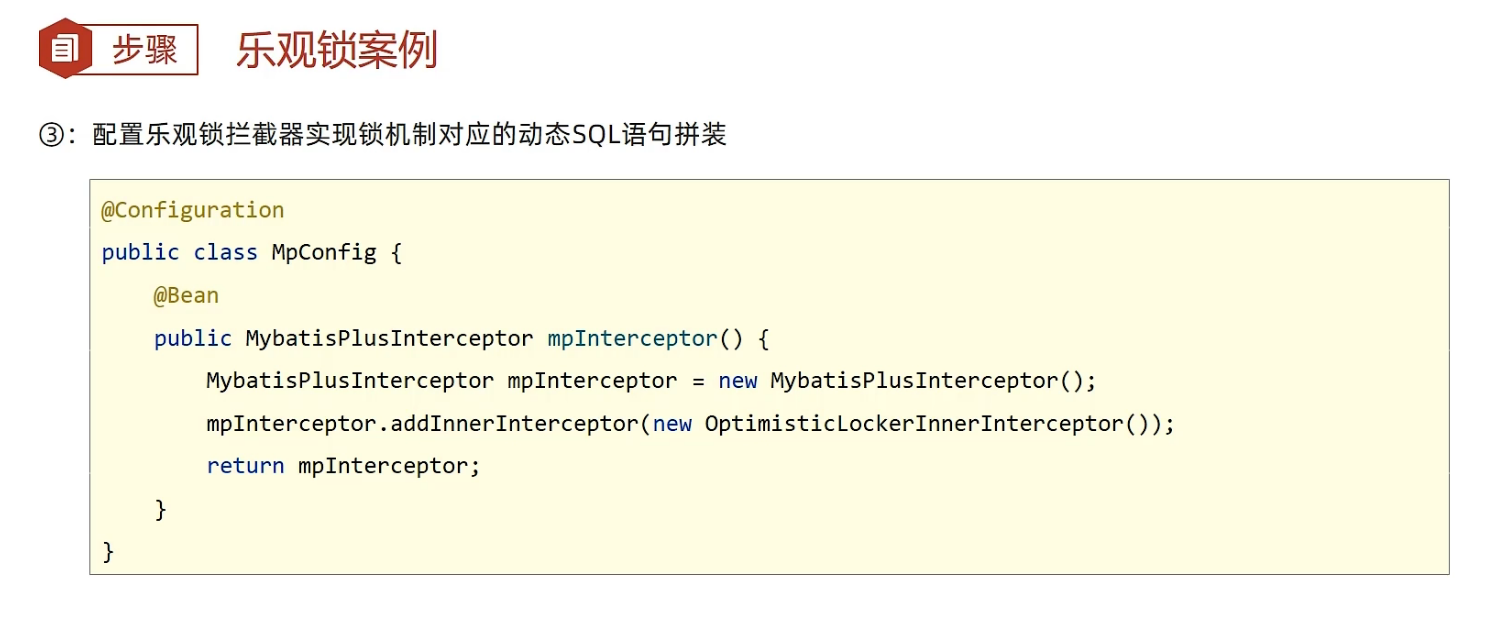 步骤 乐观锁案例
③：配置乐观锁拦截器实现锁机制对应的动态SQL语句拼装
@Configuration
public class MpConfig {
    @Bean
    public MybatisPlusInterceptor mpInterceptor() {
        MybatisPlusInterceptor mpInterceptor = new MybatisPlusInterceptor();
        mpInterceptor.addInnerInterceptor(new OptimisticLockerInnerInterceptor());
        return mpInterceptor;
    }
}